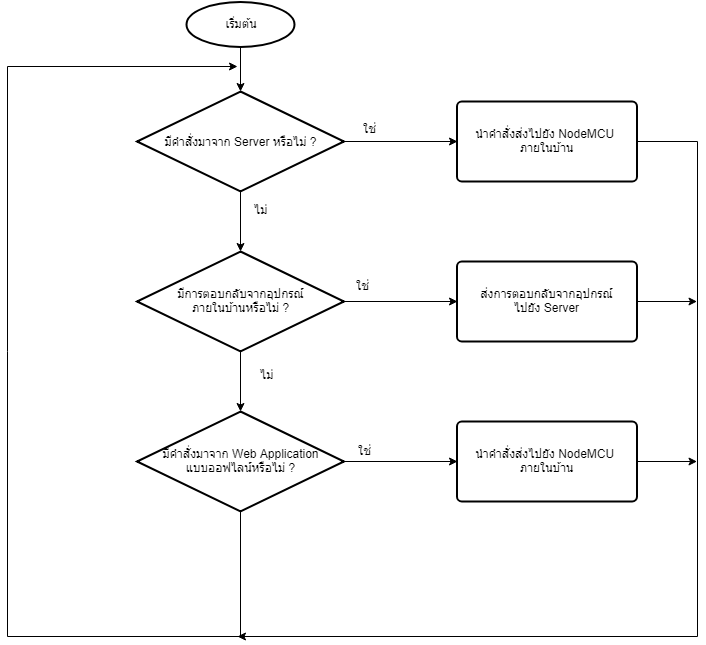 เริ่มต้น
มีคำสั่งมาจาก Server หรือไม่ ?
ใช่
นำคำสั่งส่งไปยัง NodeMCU
ภายในบ้าน
ไม่
มีการตอบกลับจากอุปกรณ์
ภายในบ้านหรือไม่ ?
ใช่
ส่งการตอบกลับจากอุปกรณ์
ไปยัง Server
ไม่
มีคำสั่งมาจาก Web Application
แบบออฟไลน์หรือไม่ ?
ใช่
นำคำสั่งส่งไปยัง NodeMCU
ภายในบ้าน